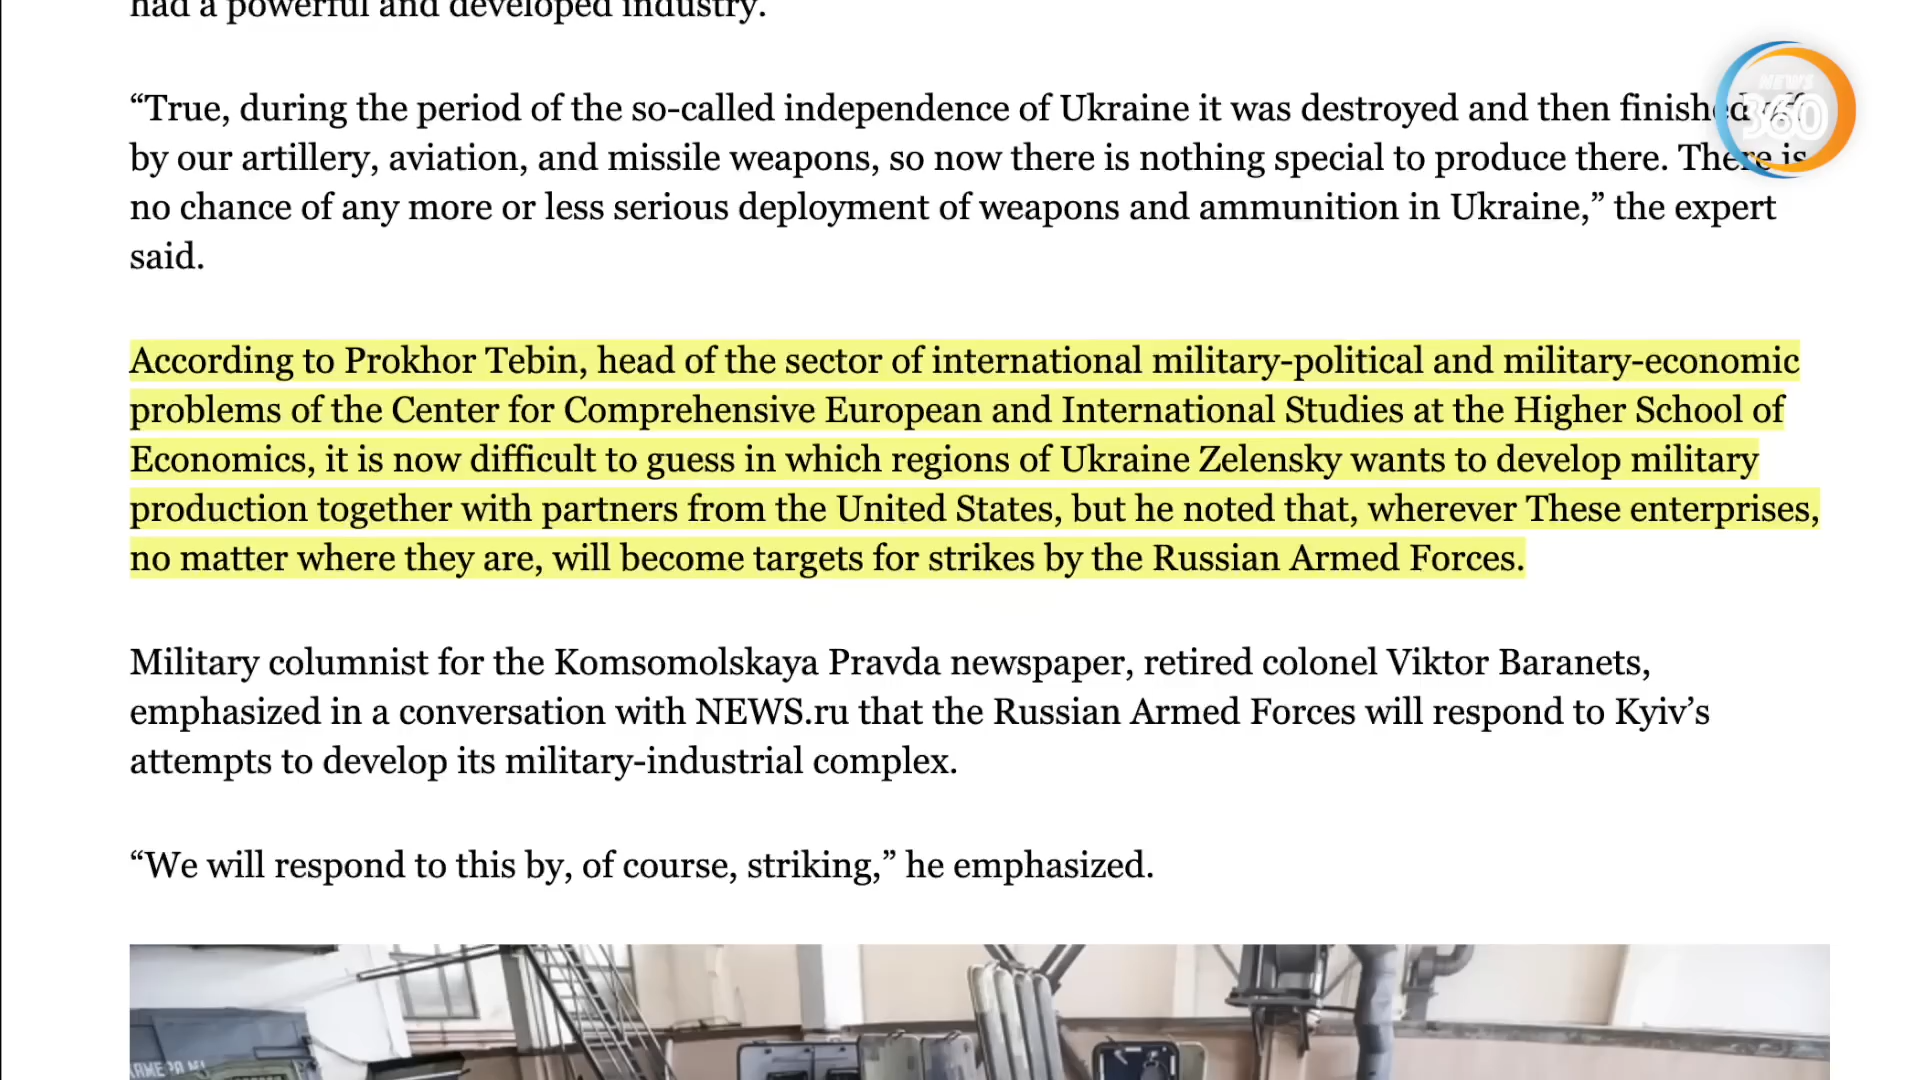 had a powerful and developed industry.
“True, during the period of the so-called independence of Ukraine it was destroyed and then finished off
by our artillery, aviation, and missile weapons, so now there is nothing special to produce there. There is
no chance of any more or less serious deployment of weapons and ammunition in Ukraine,” the expert
said.
NEWS
360
According to Prokhor Tebin, head of the sector of international military-political and military-economic
problems of the Center for Comprehensive European and International Studies at the Higher School of
Economics, it is now difficult to guess in which regions of Ukraine Zelensky wants to develop military
production together with partners from the United States, but he noted that, wherever These enterprises,
no matter where they are, will become targets for strikes by the Russian Armed Forces.
Military columnist for the Komsomolskaya Pravda newspaper, retired colonel Viktor Baranets,
emphasized in a conversation with NEWS.ru that the Russian Armed Forces will respond to Kyiv’s
attempts to develop its military-industrial complex.
“We will respond to this by, of course, striking,” he emphasized.